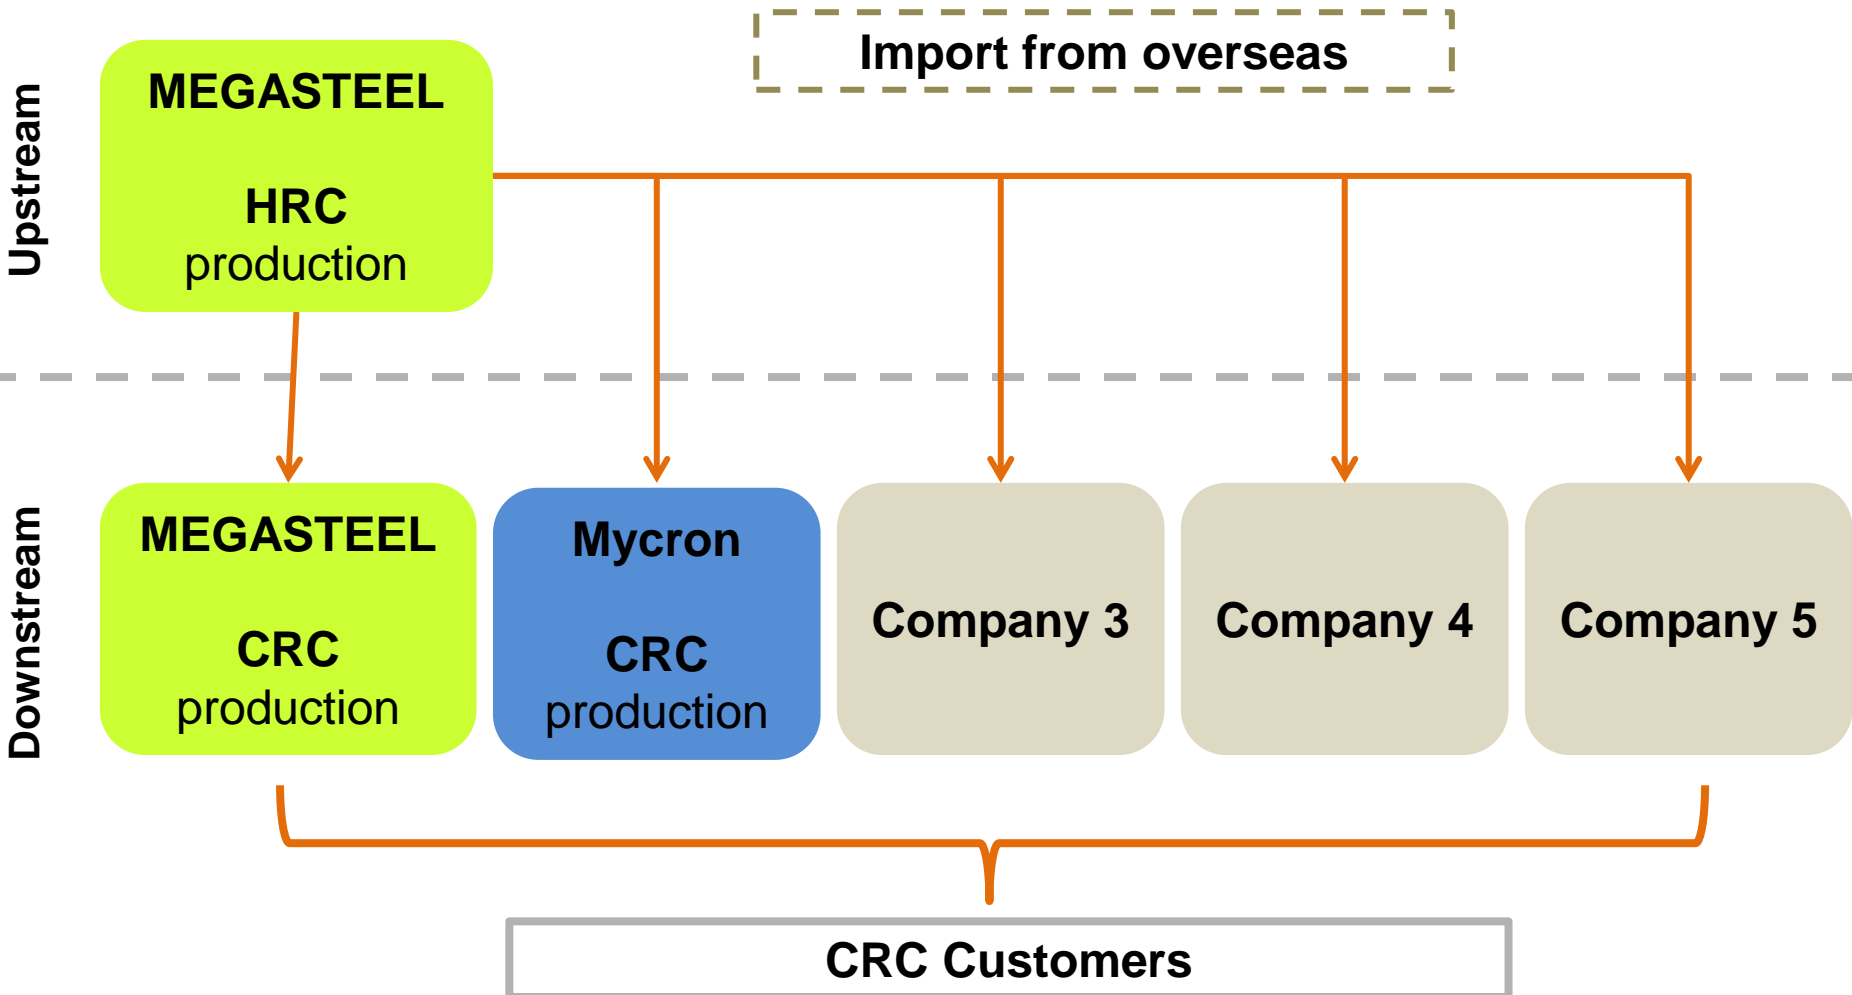 Import from overseas
Upstream
MEGASTEEL
HRC
production
Downstream
MEGASTEEL
CRC
production
Mycron
CRC
production
Company 3
Company 4
Company 5
CRC Customers